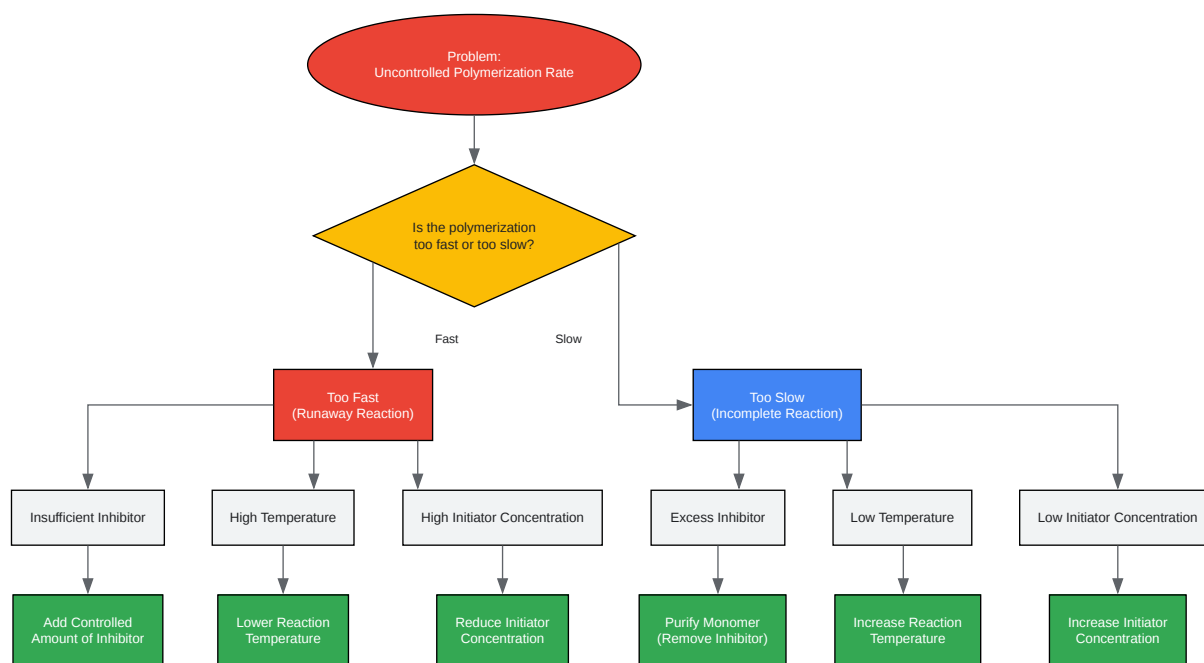 Problem:
Uncontrolled Polymerization Rate
Is the polymerization
too fast or too slow?
Fast
Slow
Too Fast
(Runaway Reaction)
Too Slow
(Incomplete Reaction)
Insufficient Inhibitor
High Temperature
High Initiator Concentration
Excess Inhibitor
Low Temperature
Low Initiator Concentration
Add Controlled
Amount of Inhibitor
Lower Reaction
Temperature
Reduce Initiator
Concentration
Purify Monomer
(Remove Inhibitor)
Increase Reaction
Temperature
Increase Initiator
Concentration